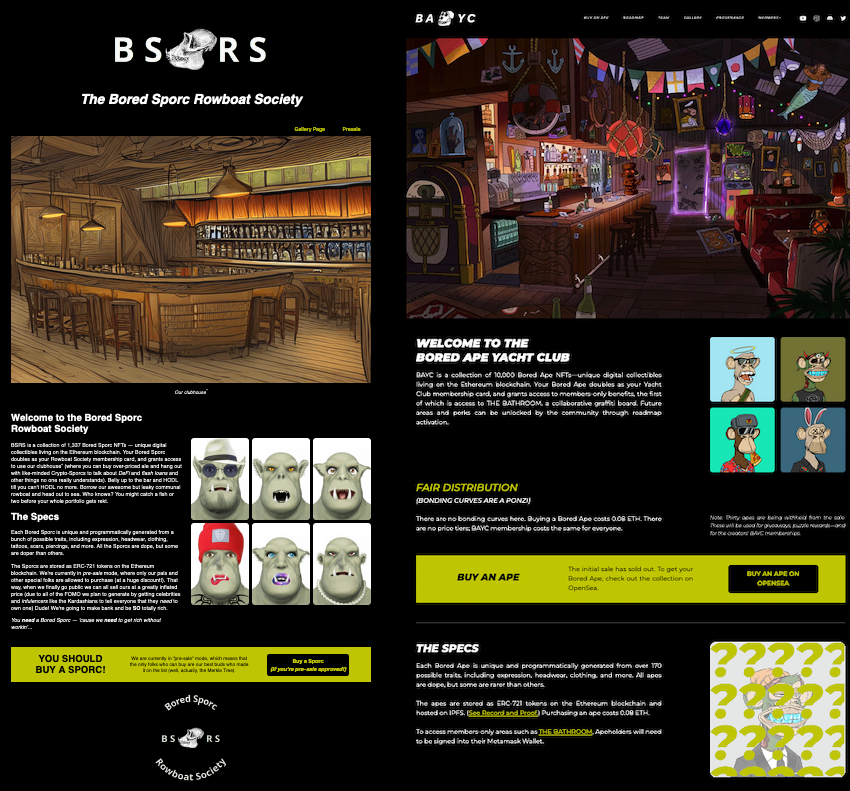 BS RS
The Bored Sporc Rowboat Society
Gallery Page Presale
Our clubhouse*
Welcome to the Bored Sporc
Rowboat Society
BSRS is a collection of 1,337 Bored Sporc NFTs — unique digital
collectibles living on the Ethereum blockchain. Your Bored Sporc
doubles as your Rowboat Society membership card, and grants access
to use our clubhouse* (where you can buy over-priced ale and hang out
with like-minded Crypto-Sporcs to talk about DeFi and flash loans and
other things no one really understands). Belly up to the bar and HODL
till you can't HODL no more. Borrow our awesome but leaky communal
rowboat and head out to sea. Who knows? You might catch a fish or
two before your whole portfolio gets rekt.
The Specs
Each Bored Sporc is unique and programmatically generated from a
bunch of possible traits, including expression, headwear, clothing,
tattoos, scars, piercings, and more. All the Sporcs are dope, but some
are doper than others.
The Sporcs are stored as ERC-721 tokens on the Ethereum
blockchain. We're currently in pre-sale mode, where only our pals and
other special folks are allowed to purchase (at a huge discount!). That
way, when we finally go public we can all sell ours at a greatly inflated
price (due to all of the FOMO we plan to generate by getting celebrities
and infulencers like the Kardashians to tell everyone that they need to
own one) Dude! We're going to make bank and be SO totally rich.
You need a Bored Sporc — 'cause we need to get rich without
workin'...
YOU SHOULD
BUY A SPORC!
We are currently in "pre-sale" mode, which means that
the only folks who can buy are our best buds who made
it on the list (well, actually, the Merkle Tree).
Buy a Sporc
(if you're pre-sale approved!)
Bored Sporc
BS RS
Rowboat Society
BA YC
BUY AN APE ROADMAP TEAM GALLERY PROVENANCE MEMBERS
WELCOME TO THE
BORED APE YACHT CLUB
BAYC is a collection of 10,000 Bored Ape NFTs—unique digital collectibles
living on the Ethereum blockchain. Your Bored Ape doubles as your Yacht
Club membership card, and grants access to members-only benefits, the first
of which is access to THE BATHROOM, a collaborative graffiti board. Future
areas and perks can be unlocked by the community through roadmap
activation.
FAIR DISTRIBUTION
(BONDING CURVES ARE A PONZI)
There are no bonding curves here. Buying a Bored Ape costs 0.08 ETH. There
are no price tiers; BAYC membership costs the same for everyone.
Note: Thirty apes are being withheld from the sale.
These will be used for giveaways, puzzle rewards—and
for the creators' BAYC memberships.
BUY AN APE
The initial sale has sold out. To get your
Bored Ape, check out the collection on
OpenSea.
BUY AN APE ON
OPENSEA
THE SPECS
Each Bored Ape is unique and programmatically generated from over 170
possible traits, including expression, headwear, clothing, and more. All apes
are dope, but some are rarer than others.
The apes are stored as ERC-721 tokens on the Ethereum blockchain and
hosted on IPFS. (See Record and Proof.) Purchasing an ape costs 0.08 ETH.
To access members-only areas such as THE BATHROOM, Apeholders will need
to be signed into their Metamask Wallet.
? ? ? ? ?
? ? ? ? ?
? ? ? ? ?
? ? ? ? ?